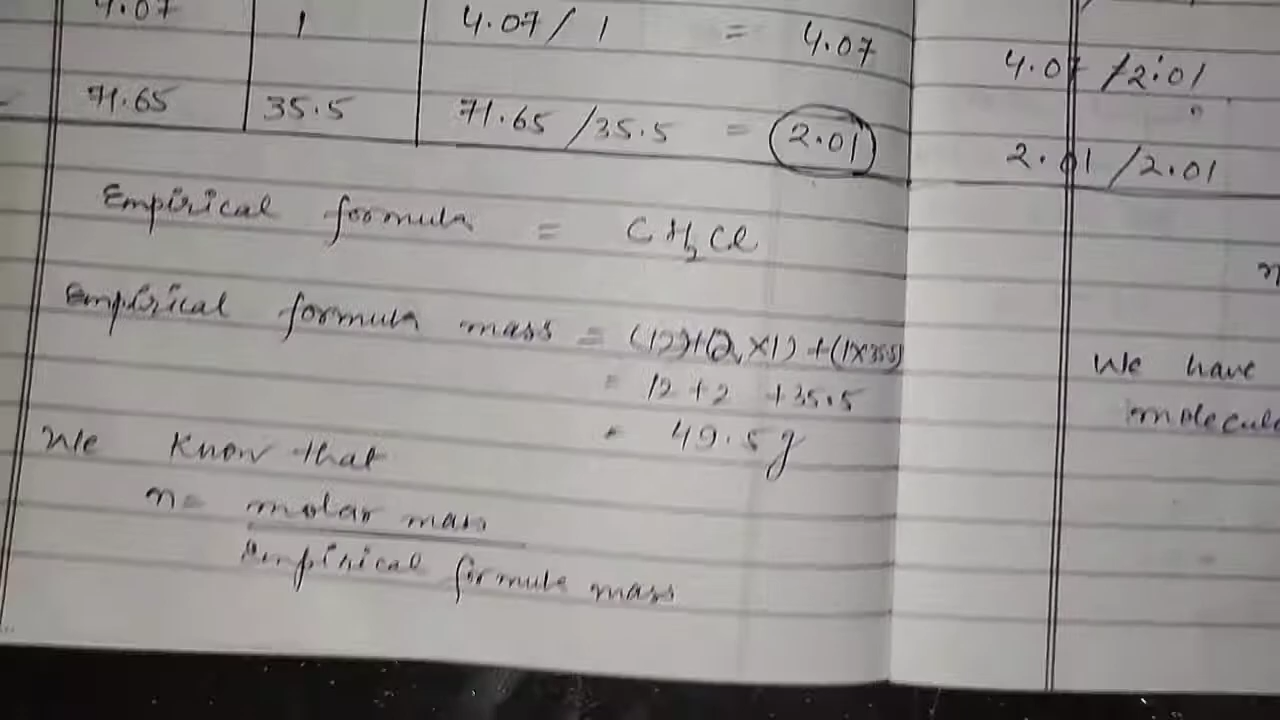 4.07 1 4.07 / 1 = 4.07
71.65 35.5 71.65 / 35.5 = 2.01
Empirical formula = CH₂Cl
Empirical formula mass = (12)+(2×1)+(1×35.5)
= 12 + 2 + 35.5
= 49.5g
We know that
n = molar mass
Empirical formula mass
4.07 / 2.01
2.01 / 2.01
n
We have
molecul